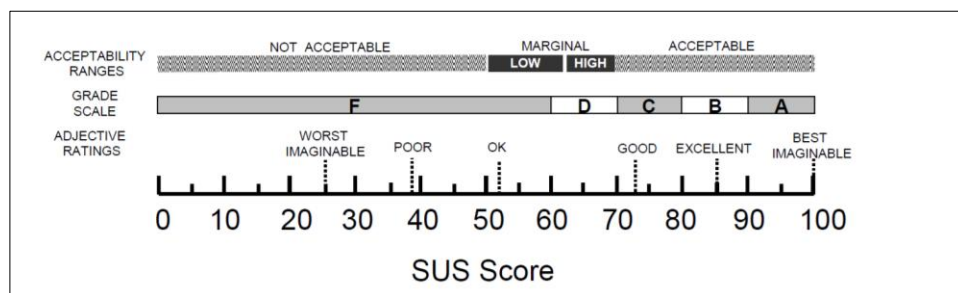 NOT ACCEPTABLE MARGINAL ACCEPTABLE
ACCEPTABILITY
RANGES
LOW HIGH
GRADE
SCALE
F D C B A
ADJECTIVE
RATINGS
WORST
IMAGINABLE
POOR
OK
GOOD
EXCELLENT
BEST
IMAGINABLE
0 10 20 30 40 50 60 70 80 90 100
SUS Score